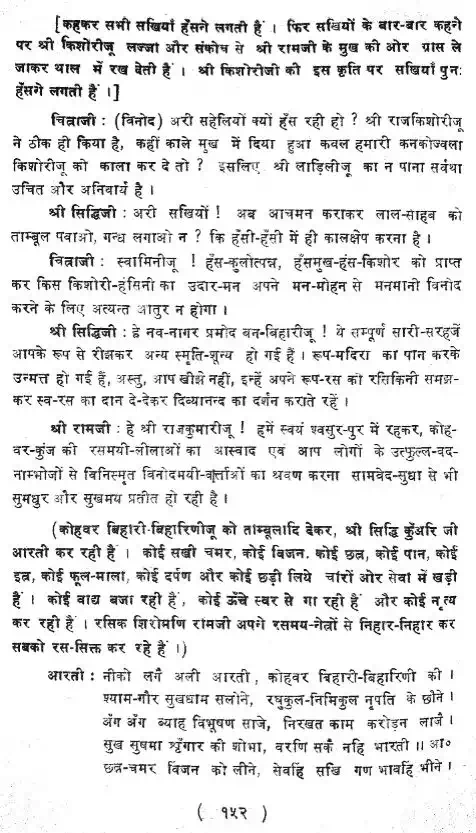 [कहकर सभी सखियाँ हँसने लगती हैं । फिर सखियों के बार-बार कहने
पर श्री किशोरीजू लज्जा और संकोच से श्री रामजी के मुख की ओर ग्रास ले
जाकर थाल में रख देती हैं । श्री किशोरीजी की इस कृति पर सखियाँ पुनः
हँसने लगती हैं ।]
चित्राजी : (विनोद) अरी सहेलियों क्यों हँस रही हो ? श्री राजकिशोरीजू
ने ठीक ही किया है, कहीं काले मुख में दिया हुआ कवल हमारी कनकोज्वला
किशोरीजू को काला कर दे तो ? इसलिए श्री लाड़िलीजू का न पाना सर्वथा
उचित और अनिवार्य है ।
श्री सिद्धिजी : अरी सखियों ! अब आचमन कराकर लाल-साहब को
ताम्बूल पवाओ, गन्ध लगाओ न ? कि हँसी-हँसी में ही कालक्षेप करना है ।
चित्राजी : स्वामिनीजू ! हँस-कुलोत्पन्न, हँसमुख-हंस-किशोर को प्राप्त
कर किस किशोरी-हंसिनी का उदार-मन अपने मन-मोहन से मनमानी विनोद
करने के लिए अत्यन्त आतुर न होगा ।
श्री सिद्धिजी : हे नव-नागर प्रमोद बन-बिहारीजू ! ये सम्पूर्ण सारी-सरहजें
आपके रूप से रीझकर अन्य स्मृति-शून्य हो गई हैं । रूप-मदिरा का पान करके
उन्मत्त हो गई हैं, अस्तु, आप खीझे नहीं, इन्हें अपने रूप-रस को रसिकिनी समझ-
कर स्व-रस का दान दे-देकर दिव्यानन्द का दर्शन कराते रहें ।
श्री रामजी : हे श्री राजकुमारीजू ! हमें स्वयं श्वसुर-पुर में रहकर, कोह-
वर-कुंज की रसमयी-लीलाओं का आस्वाद एवं आप लोगों के उत्फुल्ल-वद-
नाम्भोजों से विनिस्मृत विनोदमयी-वार्त्ताओं का श्रवण करना सामवेद-सुधा से भी
सुमधुर और सुखमय प्रतीत हो रही है ।
(कोहवर बिहारी-बिहारिणीजू को ताम्बूलादि देकर, श्री सिद्धि कुँअरि जी
आरती कर रही हैं । कोई सखी चमर, कोई बिजन, कोई छत्र, कोई पान, कोई
इत्र, कोई फूल-माला, कोई दर्पण और कोई छड़ी लिये चारों ओर सेवा में खड़ी
हैं । कोई वाद्य बजा रही हैं, कोई ऊँचे स्वर से गा रही हैं और कोई नृत्य
कर रही हैं । रसिक शिरोमणि रामजी अपने रसमय-नेत्रों से निहार-निहार कर
सबको रस-सिक्त कर रहे हैं ।)
आरती : नीको लगै अली आरती, कोहवर बिहारी-बिहारिणी की ।
श्याम-गौर सुखधाम सलोने, रघुकुल-निमिकुल नृपति के छौने ।
अँग अँग ब्याह विभूषण साजे, निरखत काम करोड़न लाजै ।
सुख सुषमा श्रृँगार की शोभा, वरणि सकै नहि भारती ॥ आ०
छत्र-चमर विंजन को लीने, सेवहिं सखि गण भावहिं भीने ।
( १५२ )